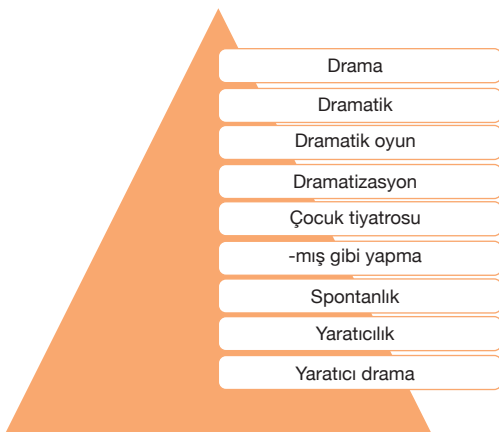 Drama
Dramatik
Dramatik oyun
Dramatizasyon
Çocuk tiyatrosu
-mış gibi yapma
Spontanlık
Yaratıcılık
Yaratıcı drama